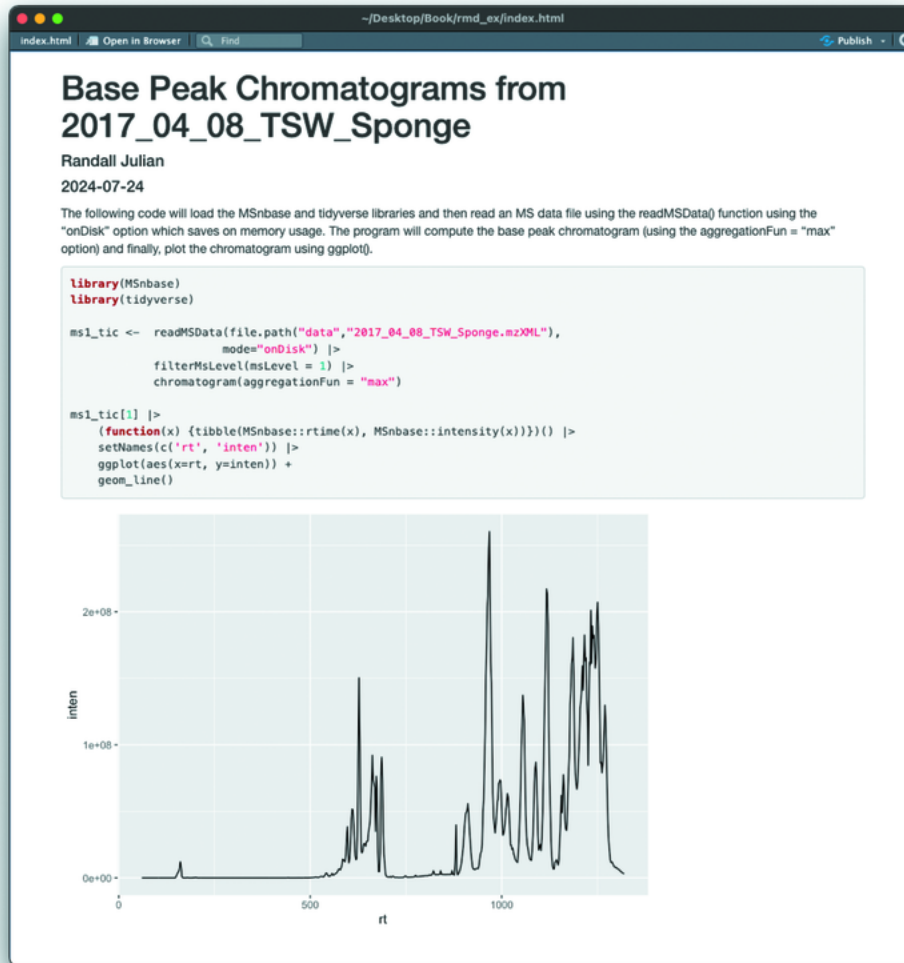 ~/Desktop/Book/rmd_ex/index.html
index.html Open in Browser Find Publish
Base Peak Chromatograms from
2017_04_08_TSW_Sponge
Randall Julian
2024-07-24
The following code will load the MSnbase and tidyverse libraries and then read an MS data file using the readMSData() function using the
“onDisk” option which saves on memory usage. The program will compute the base peak chromatogram (using the aggregationFun = “max”
option) and finally, plot the chromatogram using ggplot().
library(MSnbase)
library(tidyverse)
ms1_tic <-  readMSData(file.path("data","2017_04_08_TSW_Sponge.mzXML"),
mode="onDisk") |>
filterMsLevel(msLevel = 1) |>
chromatogram(aggregationFun = "max")
ms1_tic[1] |>
(function(x) {tibble(MSnbase::rtime(x), MSnbase::intensity(x))})() |>
setNames(c('rt', 'inten')) |>
ggplot(aes(x=rt, y=inten)) +
geom_line()
2e+08
inten
1e+08
0e+00
0 500 1000
rt